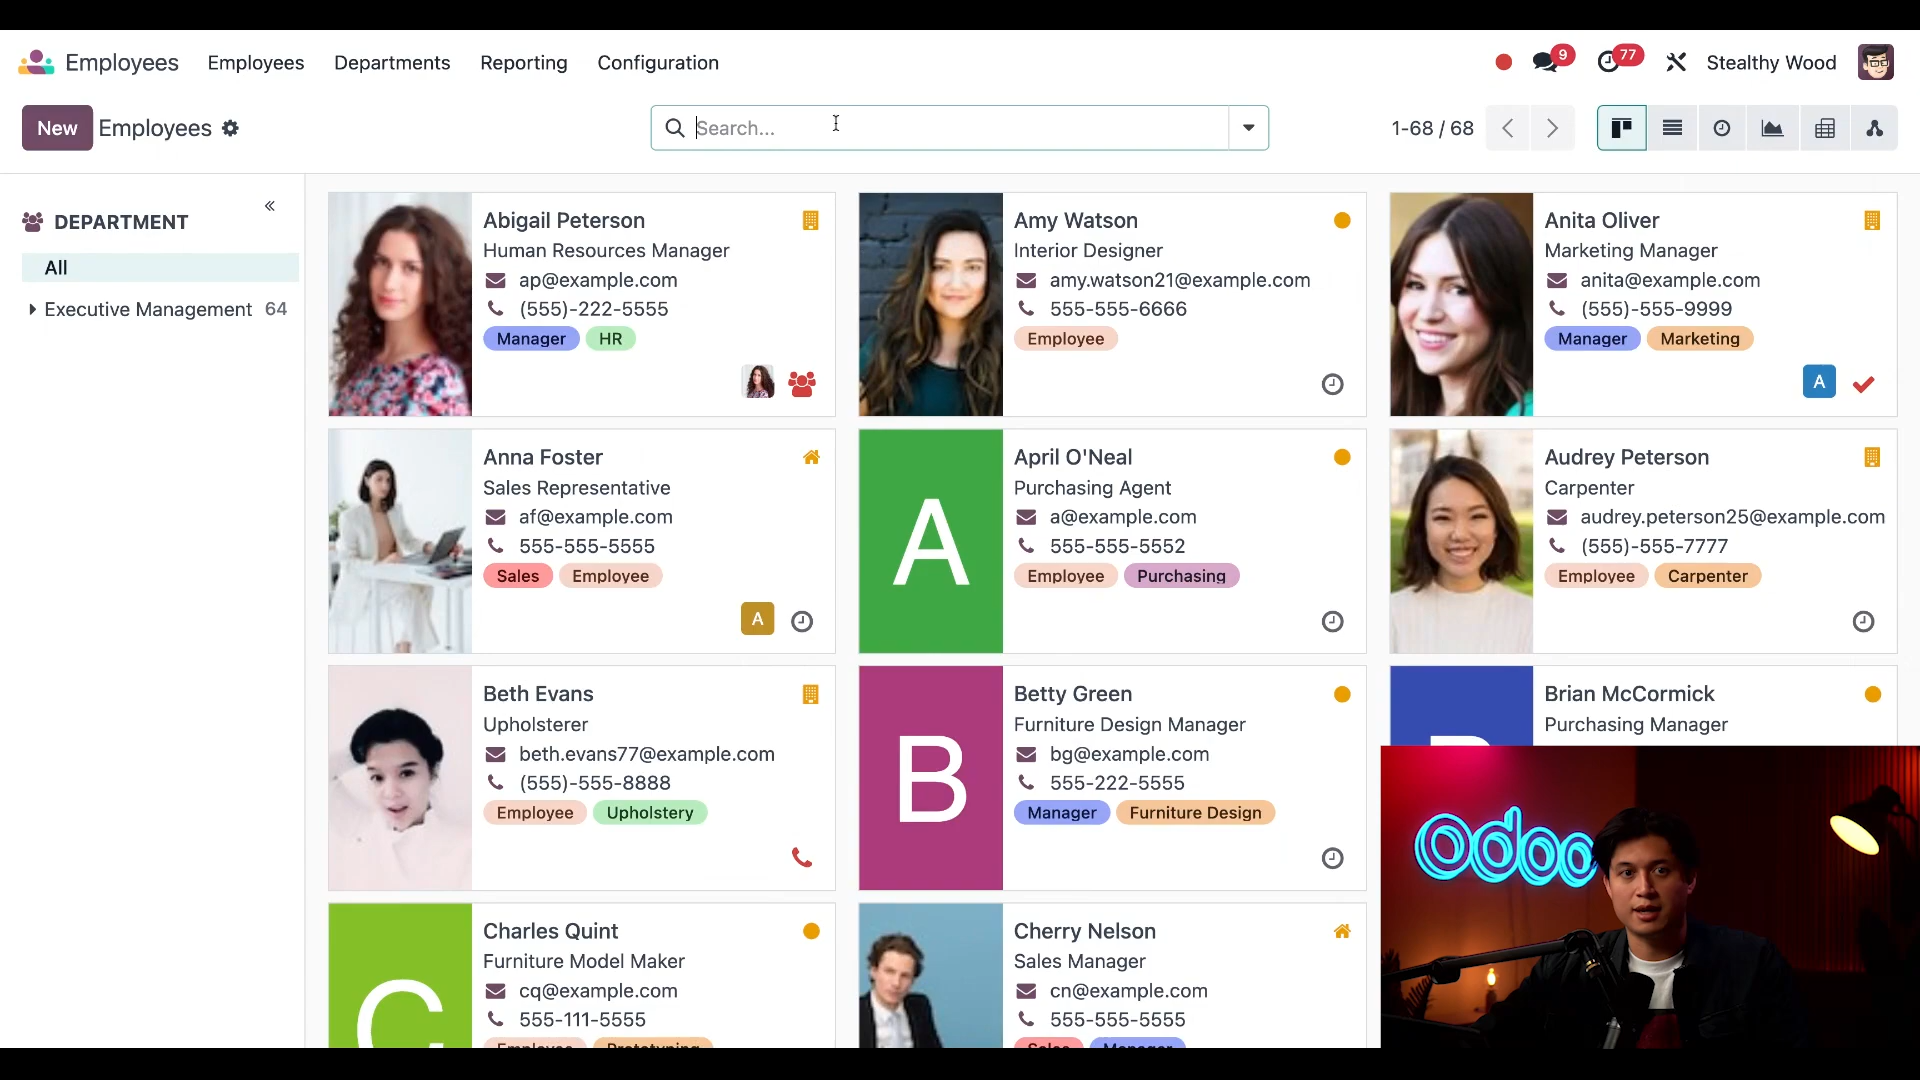 Employees Employees Departments Reporting Configuration 9 77 Stealthy Wood
New Employees Search... 1-68 / 68
DEPARTMENT
All
Executive Management 64
Abigail Peterson
Human Resources Manager
ap@example.com
(555)-222-5555
Manager HR
Amy Watson
Interior Designer
amy.watson21@example.com
555-555-6666
Employee
Anita Oliver
Marketing Manager
anita@example.com
(555)-555-9999
Manager Marketing
A
Anna Foster
Sales Representative
af@example.com
555-555-5555
Sales Employee
A
A
April O'Neal
Purchasing Agent
a@example.com
555-555-5552
Employee Purchasing
Audrey Peterson
Carpenter
audrey.peterson25@example.com
(555)-555-7777
Employee Carpenter
Beth Evans
Upholsterer
beth.evans77@example.com
(555)-555-8888
Employee Upholstery
B
Betty Green
Furniture Design Manager
bg@example.com
555-222-5555
Manager Furniture Design
Brian McCormick
Purchasing Manager
odoo
C
Charles Quint
Furniture Model Maker
cq@example.com
555-111-5555
Employee Prototyping
Cherry Nelson
Sales Manager
cn@example.com
555-555-5555
Sales Manager